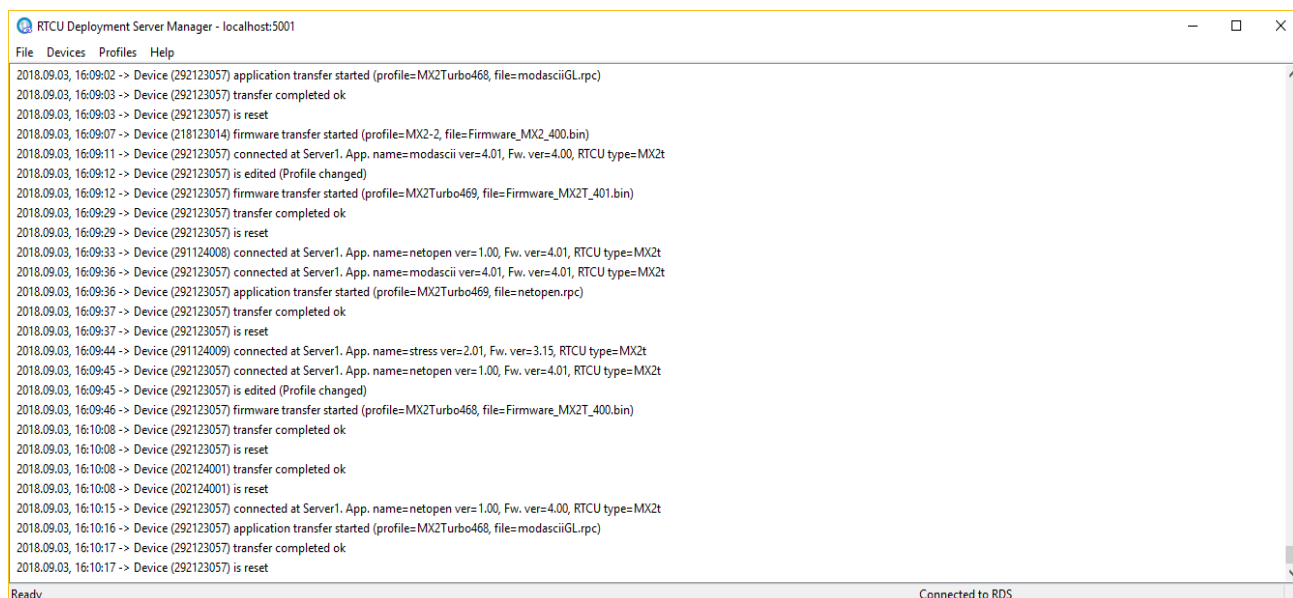 RTCU Deployment Server Manager - localhost:5001
File Devices Profiles Help
2018.09.03, 16:09:02 -> Device (292123057) application transfer started (profile=MX2Turbo468, file=modasciiGL.rpc)
2018.09.03, 16:09:03 -> Device (292123057) transfer completed ok
2018.09.03, 16:09:03 -> Device (292123057) is reset
2018.09.03, 16:09:07 -> Device (218123014) firmware transfer started (profile=MX2-2, file=Firmware_MX2_400.bin)
2018.09.03, 16:09:11 -> Device (292123057) connected at Server1. App. name=modascii ver=4.01, Fw. ver=4.00, RTCU type=MX2t
2018.09.03, 16:09:12 -> Device (292123057) is edited (Profile changed)
2018.09.03, 16:09:12 -> Device (292123057) firmware transfer started (profile=MX2Turbo469, file=Firmware_MX2T_401.bin)
2018.09.03, 16:09:29 -> Device (292123057) transfer completed ok
2018.09.03, 16:09:29 -> Device (292123057) is reset
2018.09.03, 16:09:33 -> Device (291124008) connected at Server1. App. name=netopen ver=1.00, Fw. ver=4.01, RTCU type=MX2t
2018.09.03, 16:09:36 -> Device (292123057) connected at Server1. App. name=modascii ver=4.01, Fw. ver=4.01, RTCU type=MX2t
2018.09.03, 16:09:36 -> Device (292123057) application transfer started (profile=MX2Turbo469, file=netopen.rpc)
2018.09.03, 16:09:37 -> Device (292123057) transfer completed ok
2018.09.03, 16:09:37 -> Device (292123057) is reset
2018.09.03, 16:09:44 -> Device (291124009) connected at Server1. App. name=stress ver=2.01, Fw. ver=3.15, RTCU type=MX2t
2018.09.03, 16:09:45 -> Device (292123057) connected at Server1. App. name=netopen ver=1.00, Fw. ver=4.01, RTCU type=MX2t
2018.09.03, 16:09:45 -> Device (292123057) is edited (Profile changed)
2018.09.03, 16:09:46 -> Device (292123057) firmware transfer started (profile=MX2Turbo468, file=Firmware_MX2T_400.bin)
2018.09.03, 16:10:08 -> Device (292123057) transfer completed ok
2018.09.03, 16:10:08 -> Device (292123057) is reset
2018.09.03, 16:10:08 -> Device (202124001) transfer completed ok
2018.09.03, 16:10:08 -> Device (202124001) is reset
2018.09.03, 16:10:15 -> Device (292123057) connected at Server1. App. name=netopen ver=1.00, Fw. ver=4.00, RTCU type=MX2t
2018.09.03, 16:10:16 -> Device (292123057) application transfer started (profile=MX2Turbo468, file=modasciiGL.rpc)
2018.09.03, 16:10:17 -> Device (292123057) transfer completed ok
2018.09.03, 16:10:17 -> Device (292123057) is reset
Ready Connected to RDS